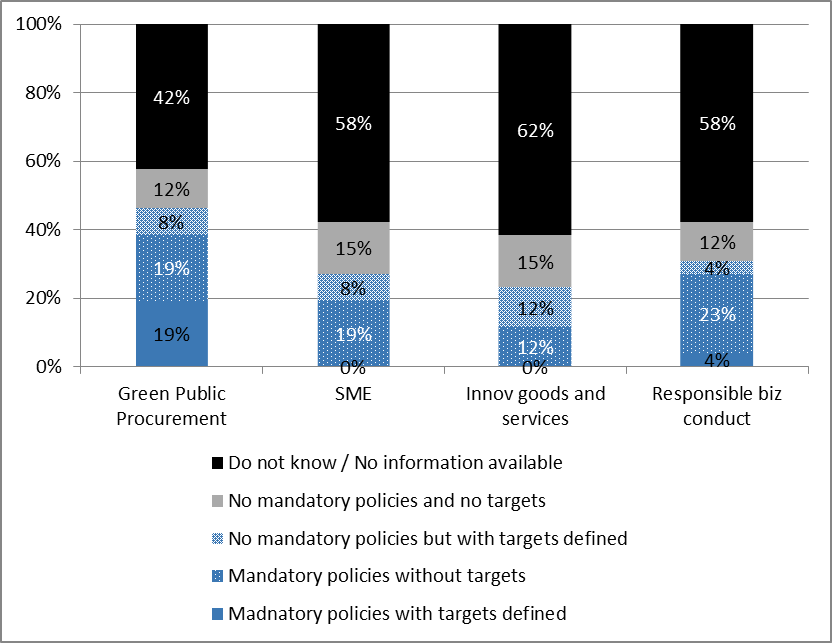 100%
80%
60%
40%
20%
0%
42%
12%
8%
19%
19%
58%
15%
8%
19%
0%
62%
15%
12%
12%
0%
58%
12%
4%
23%
4%
Green Public
Procurement
SME
Innov goods and
services
Responsible biz
conduct
Do not know / No information available
No mandatory policies and no targets
No mandatory policies but with targets defined
Mandatory policies without targets
Madnatory policies with targets defined